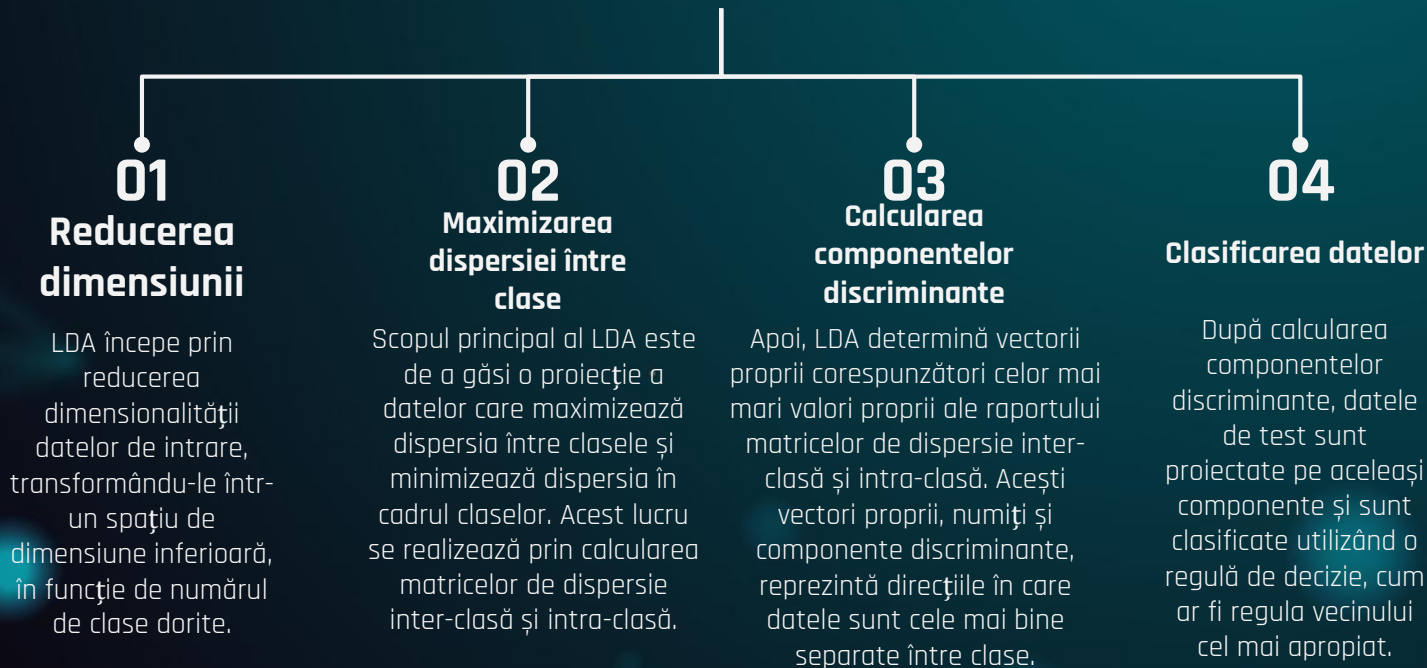 01
Reducerea
dimensiunii
LDA începe prin
reducerea
dimensionalității
datelor de intrare,
transformându-le într-
un spațiu de
dimensiune inferioară,
în funcție de numărul
de clase dorite.
02
Maximizarea
dispersiei între
clase
Scopul principal al LDA este
de a găsi o proiecție a
datelor care maximizează
dispersia între clasele și
minimizează dispersia în
cadrul claselor. Acest lucru
se realizează prin calcularea
matricelor de dispersie
inter-clasă și intra-clasă.
03
Calcularea
componentelor
discriminante
Apoi, LDA determină vectorii
proprii corespunzători celor mai
mari valori proprii ale raportului
matricelor de dispersie inter-
clasă și intra-clasă. Acești
vectori proprii, numiți și
componente discriminante,
reprezintă direcțiile în care
datele sunt cele mai bine
separate între clase.
04
Clasificarea datelor
După calcularea
componentelor
discriminante, datele
de test sunt
proiectate pe aceleași
componente și sunt
clasificate utilizând o
regulă de decizie, cum
ar fi regula vecinului
cel mai apropiat.